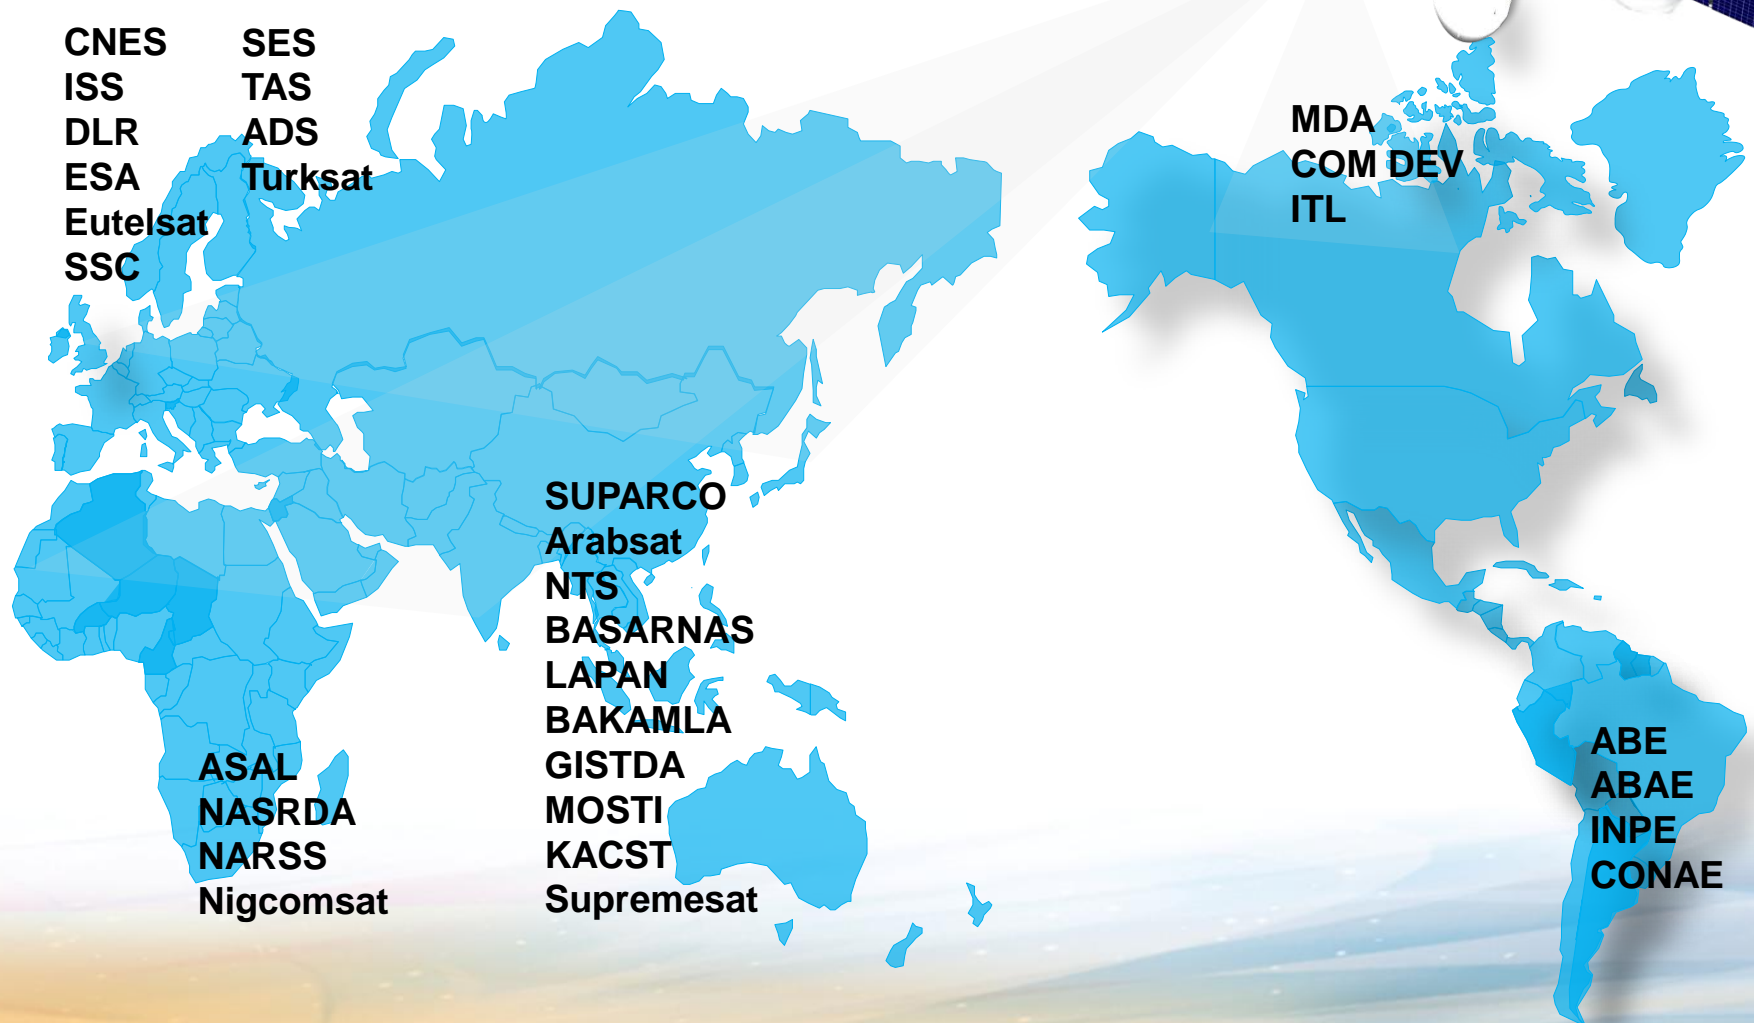 CNES
ISS
DLR
ESA
Eutelsat
SSC
SES
TAS
ADS
Turksat
MDA
COM DEV
ITL
SUPARCO
Arabsat
NTS
BASARNAS
LAPAN
BAKAMLA
GISTDA
MOSTI
KACST
Supremesat
ASAL
NASRDA
NARSS
Nigcomsat
ABE
ABAE
INPE
CONAE